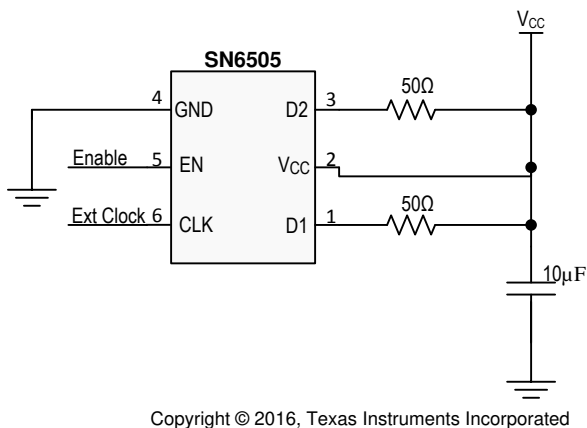 VCC
SN6505
50Ω
4 GND D2 3
Enable 5 EN VCC 2
50Ω
Ext Clock 6 CLK D1 1
10μF
Copyright © 2016, Texas Instruments Incorporated